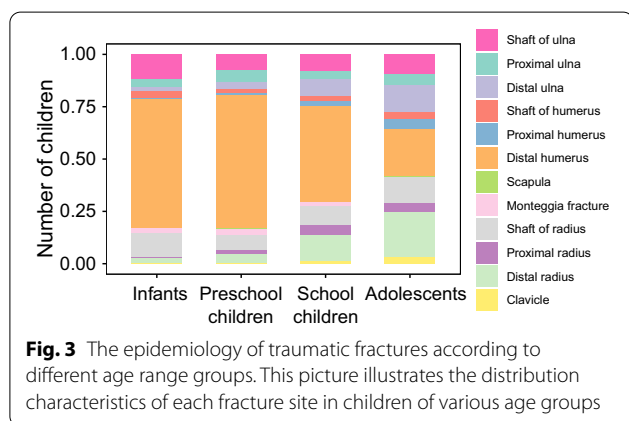 Number of children
1.00
0.75
0.50
0.25
0.00
Infants
Preschool
children
School
children
Adolescents
Shaft of ulna
Proximal ulna
Distal ulna
Shaft of humerus
Proximal humerus
Distal humerus
Scapula
Monteggia fracture
Shaft of radius
Proximal radius
Distal radius
Clavicle
Fig. 3 The epidemiology of traumatic fractures according to
different age range groups. This picture illustrates the distribution
characteristics of each fracture site in children of various age groups